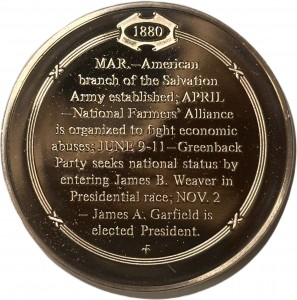 1880
MAR.—American
branch of the Salvation
Army established; APRIL
—National Farmers' Alliance
is organized to fight economic
abuses; JUNE 9-11—Greenback
Party seeks national status by
entering James B. Weaver in
Presidential race; NOV. 2
—James A. Garfield is
elected President.